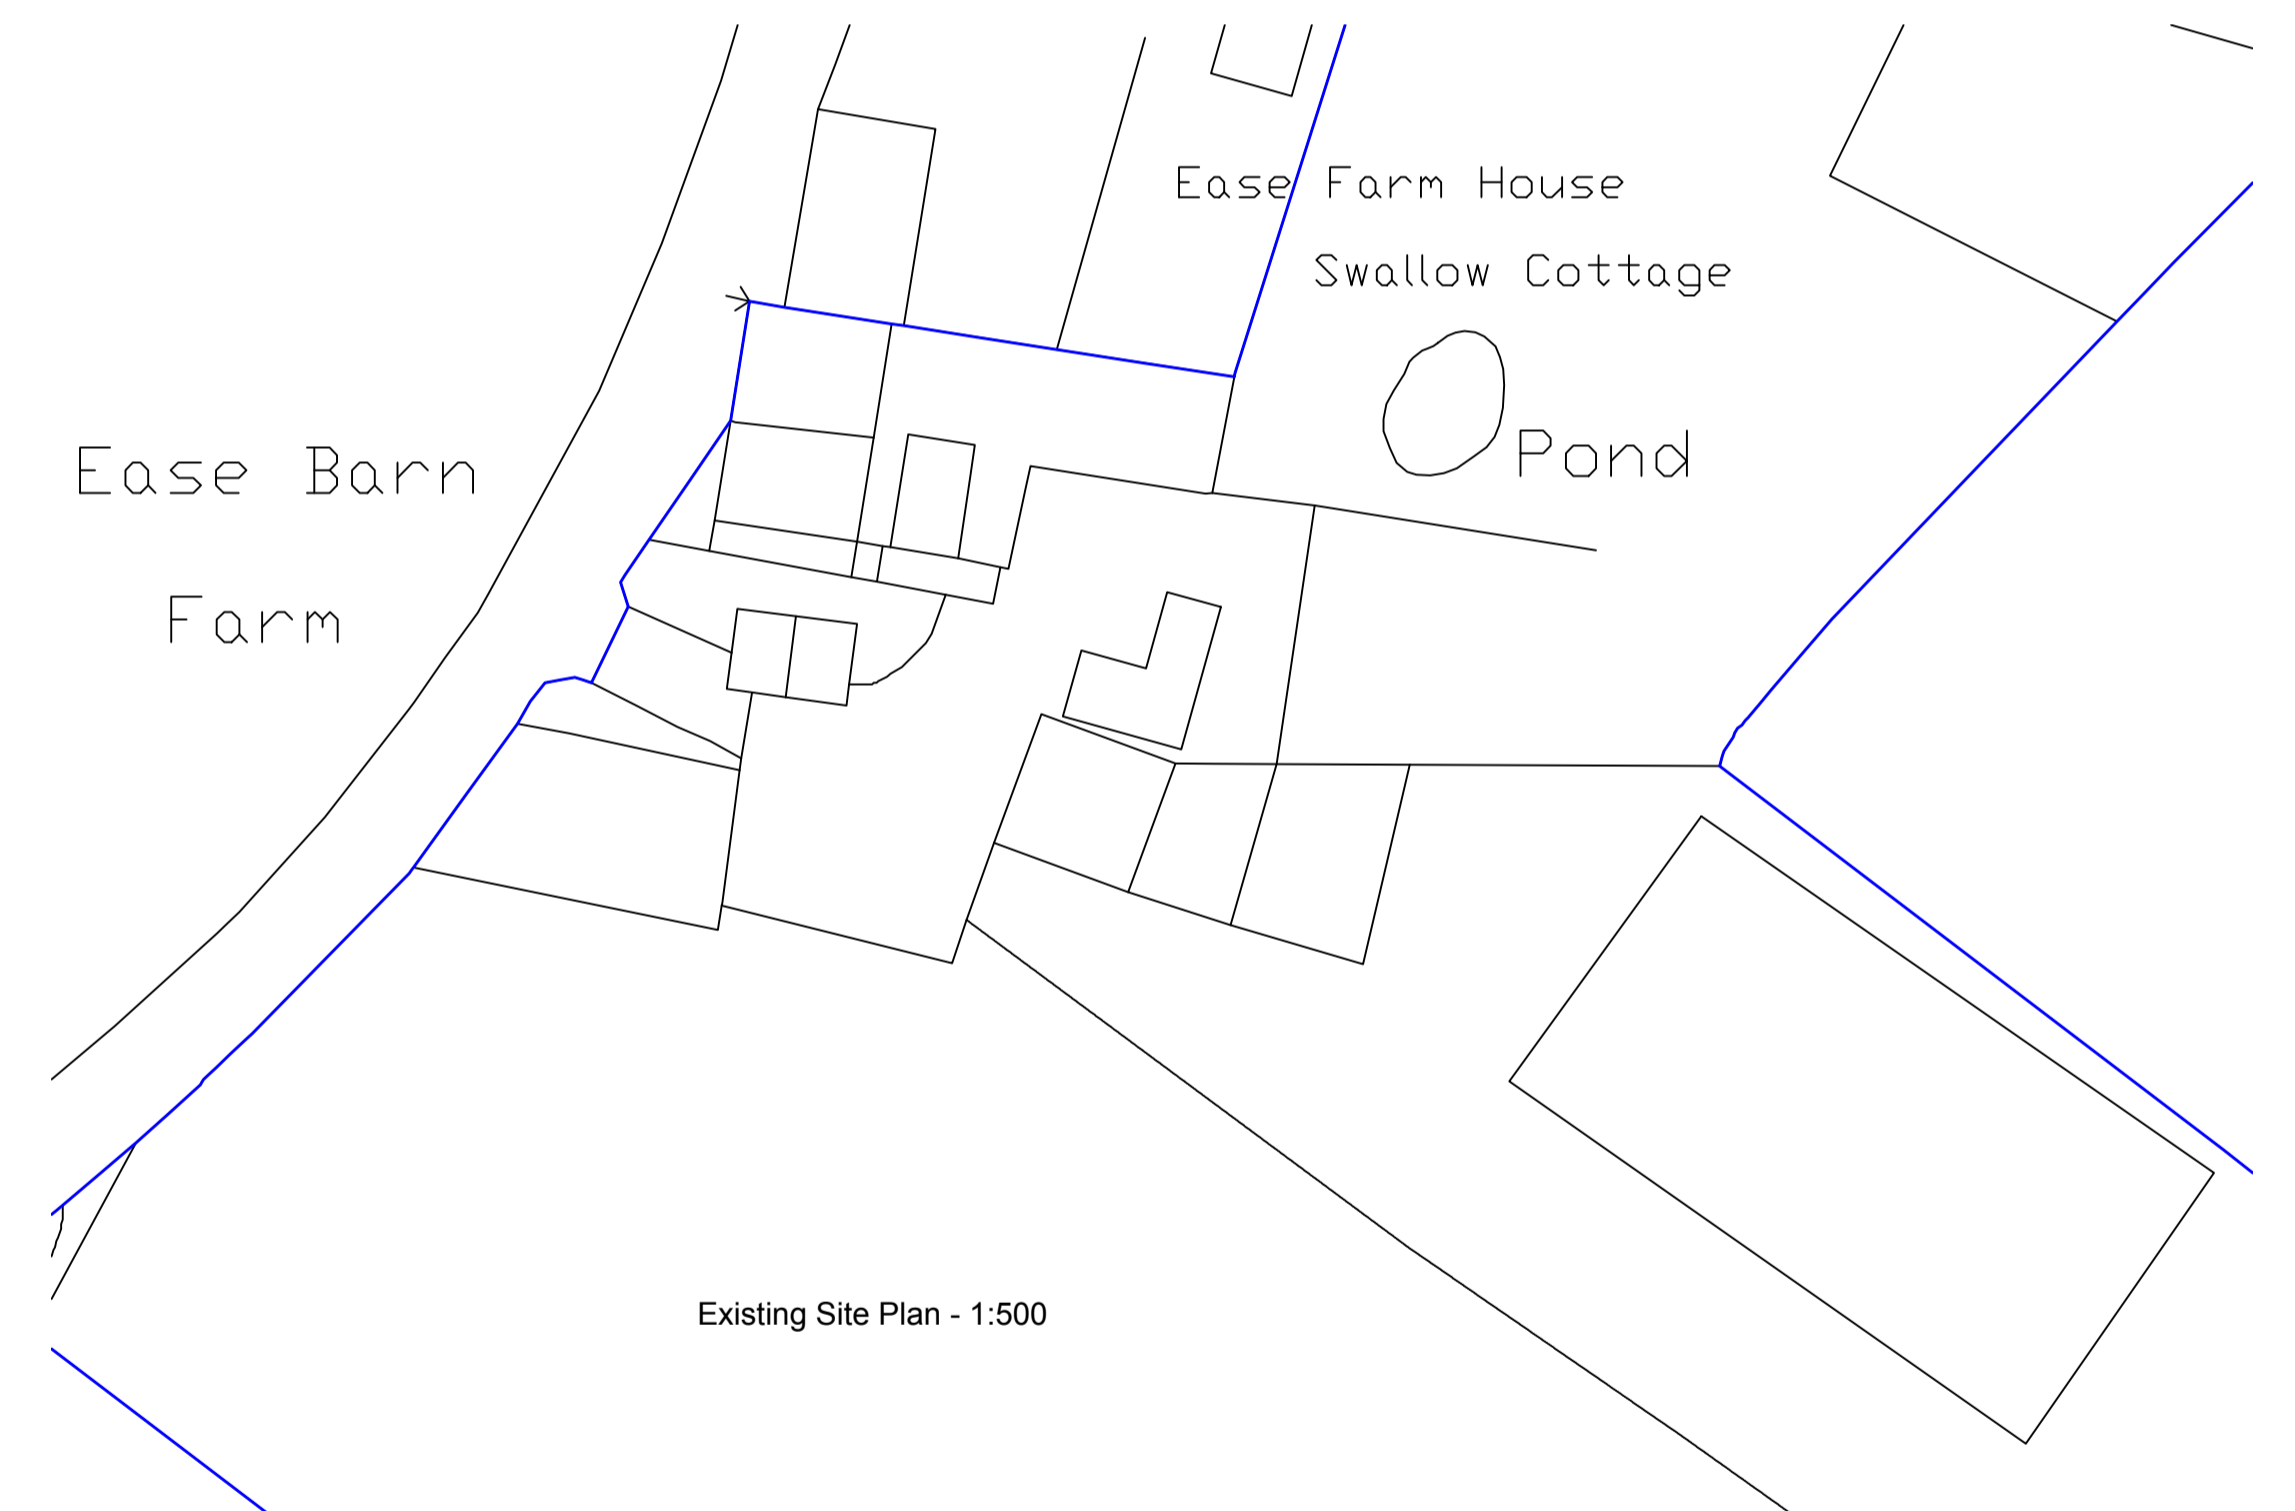 Ease Farm House
Swallow Cottage
Pond
Ease Barn
Farm
Existing Site Plan - 1:500